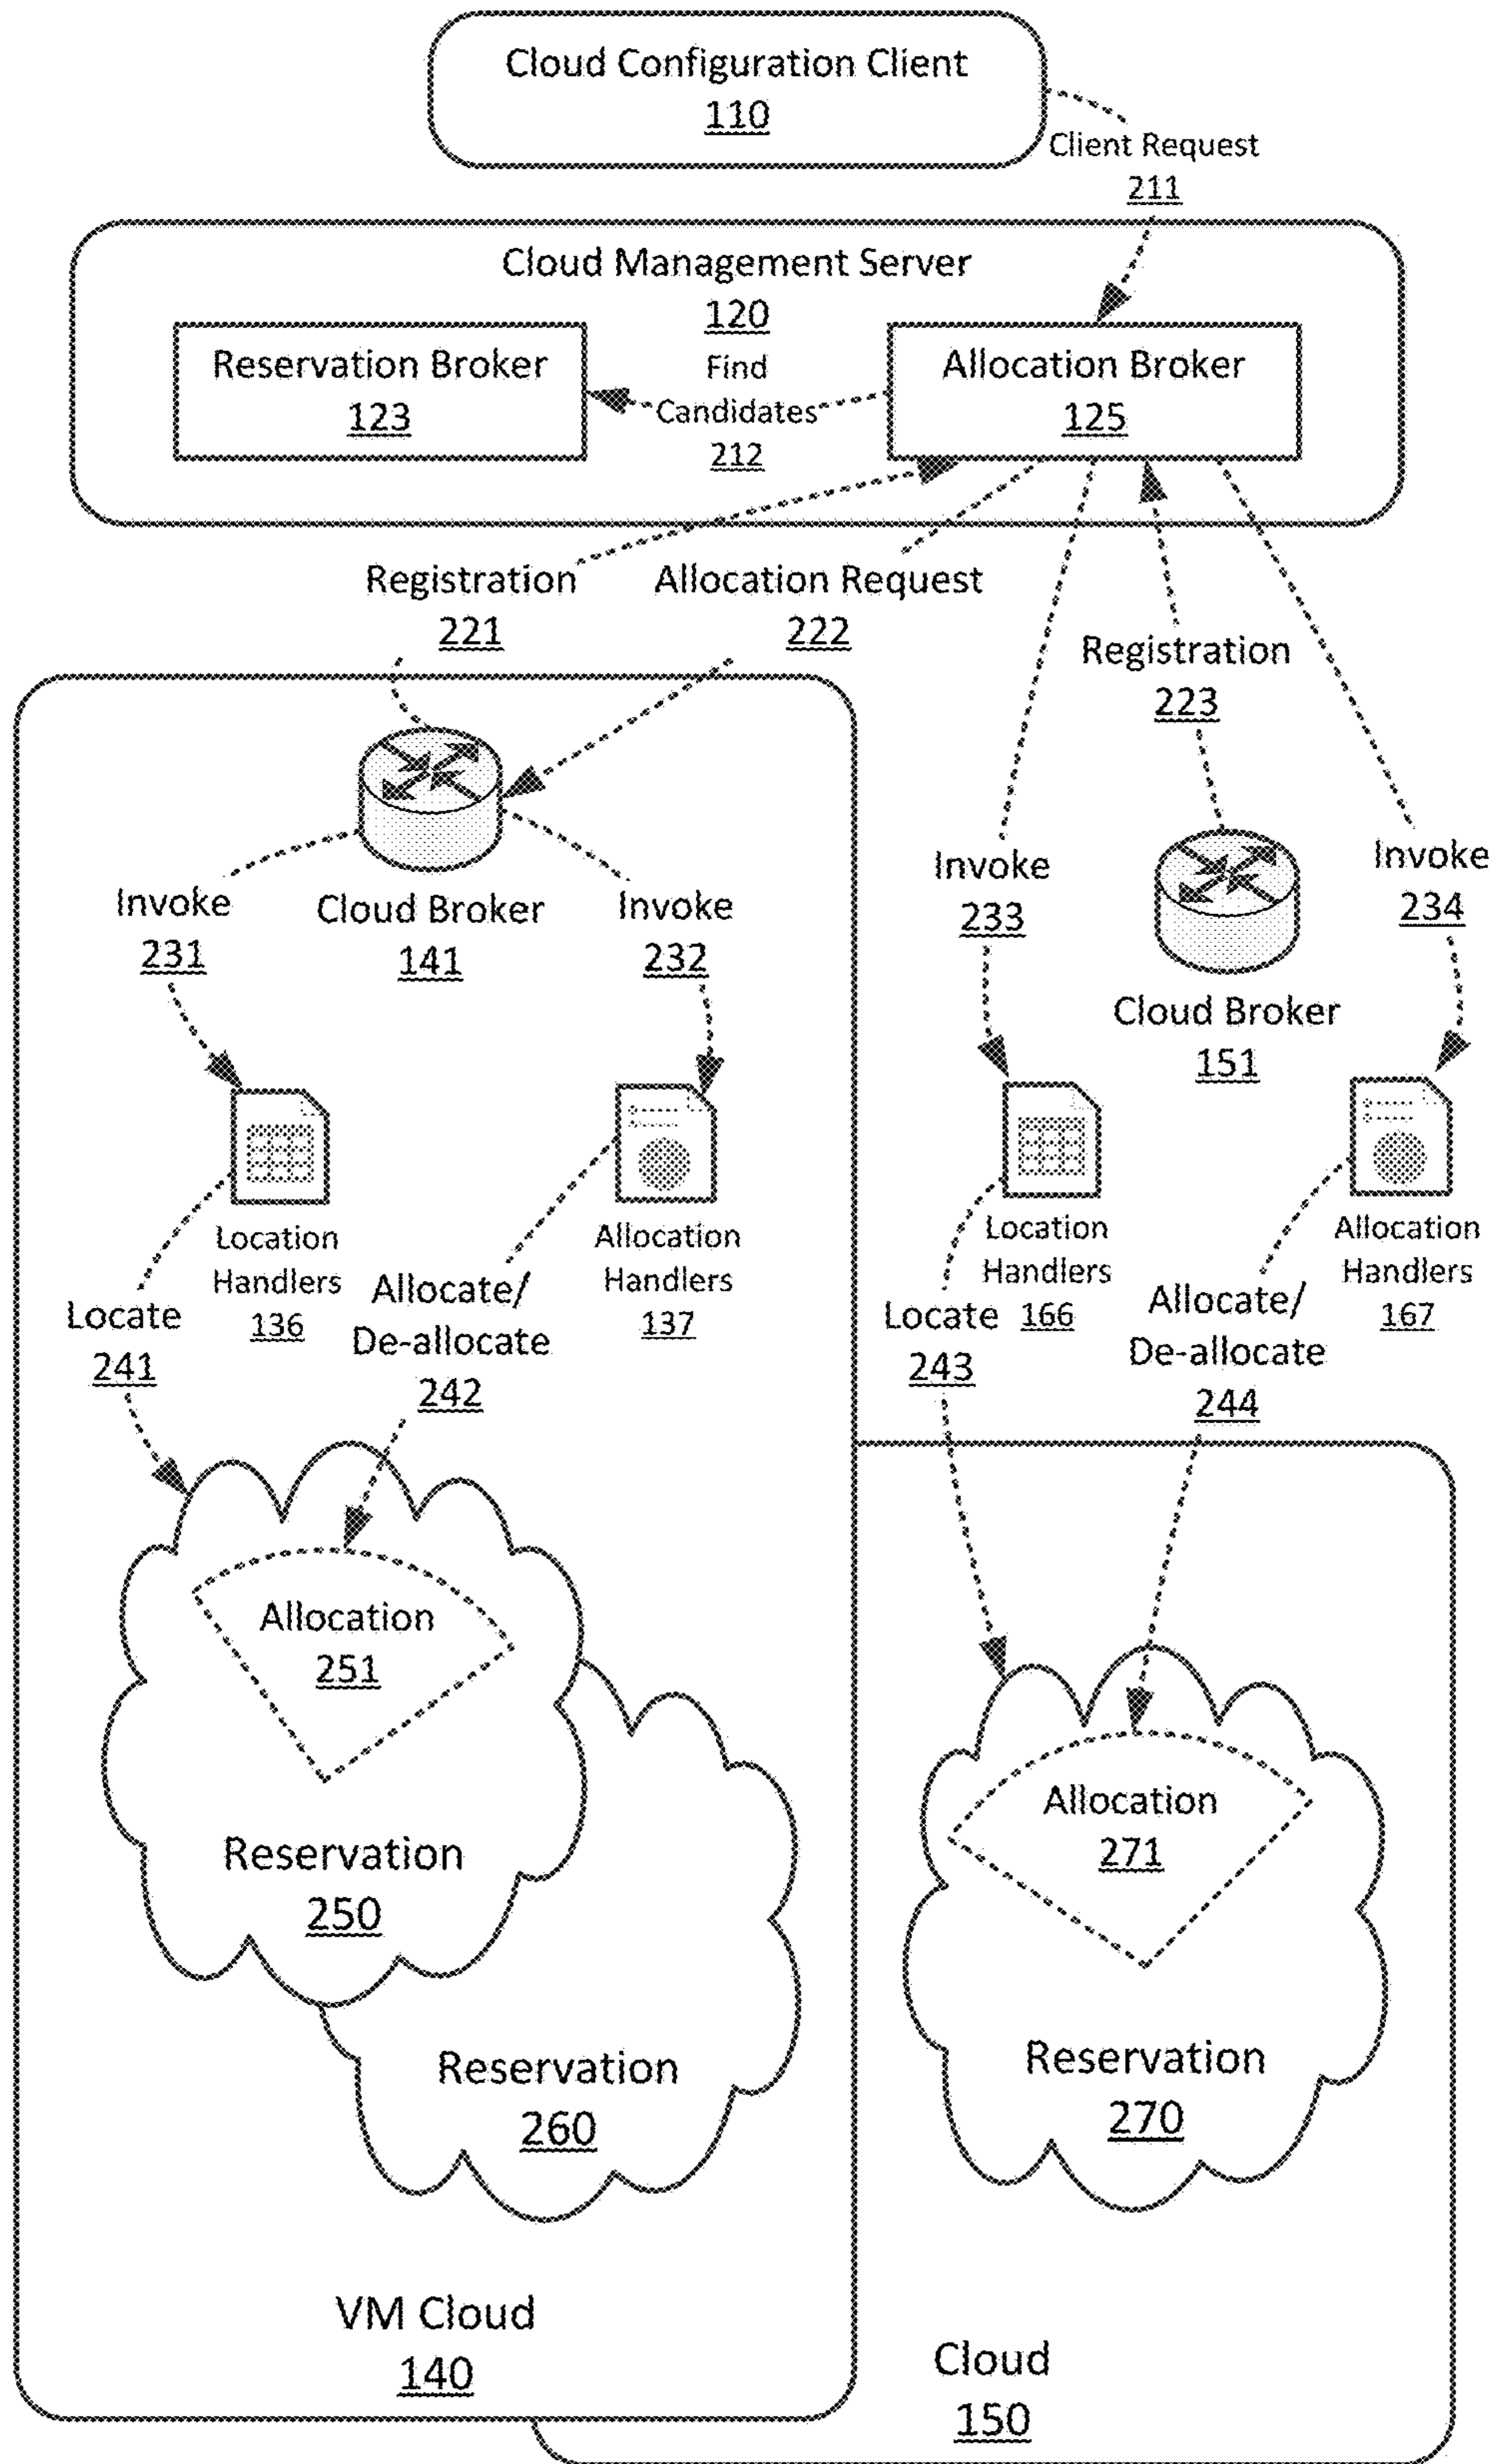 Cloud Configuration Client
110
Client Request
211
Cloud Management Server
120
Reservation Broker
123
Find
Candidates
212
Allocation Broker
125
Registration
221
Allocation Request
222
Registration
223
Invoke
231
Cloud Broker
141
Invoke
232
Invoke
233
Cloud Broker
151
Invoke
234
Location
Handlers
136
Allocation
Handlers
137
Location
Handlers
166
Allocation
Handlers
167
Locate
241
Allocate/
De-allocate
242
Locate
243
Allocate/
De-allocate
244
Allocation
251
Reservation
250
Reservation
260
Allocation
271
Reservation
270
VM Cloud
140
Cloud
150